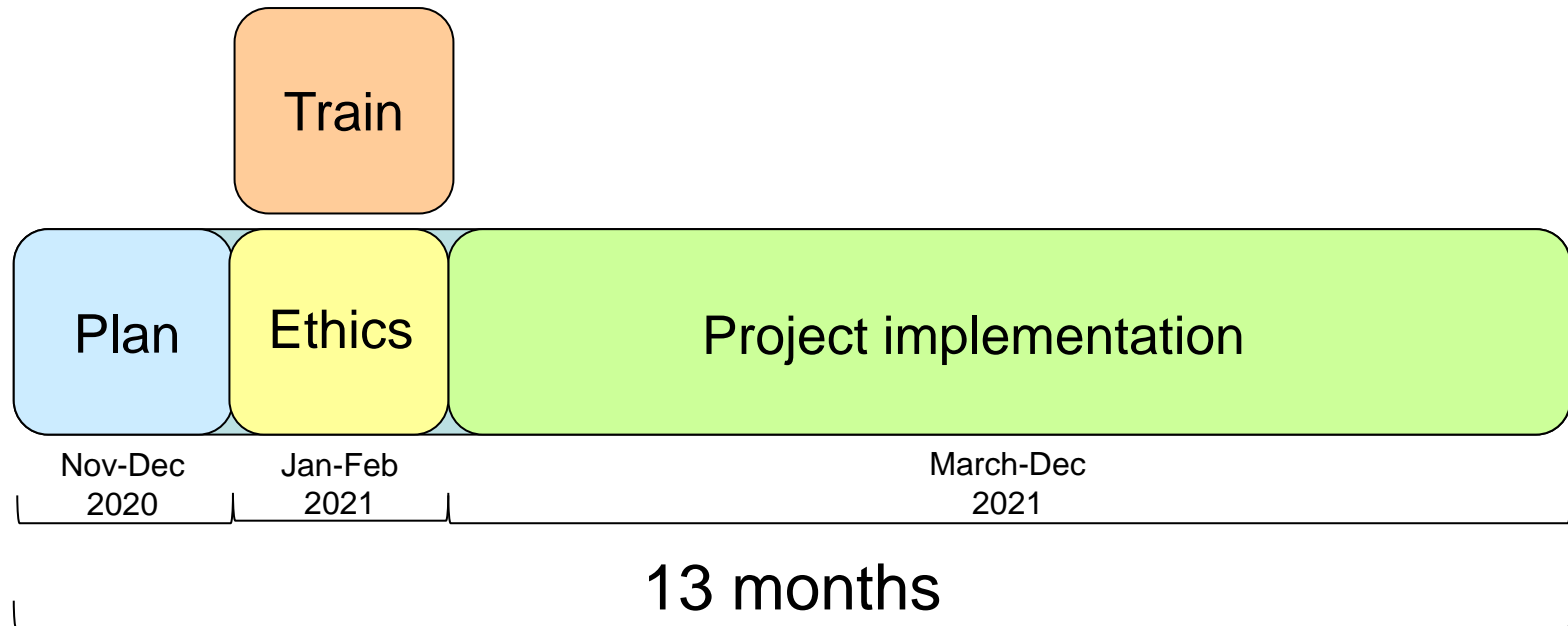 Train
Plan
Ethics
Project implementation
Nov-Dec
2020
Jan-Feb
2021
March-Dec
2021
13 months